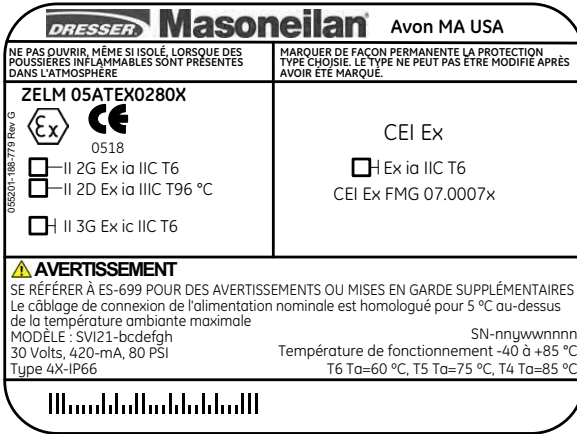 DRESSER Masoneilan Avon MA USA
NE PAS OUVRIR, MÊME SI ISOLÉ, LORSQUE DES
POUSSIÈRES INFLAMMABLES SONT PRÉSENTES
DANS L'ATMOSPHÈRE
MARQUER DE FAÇON PERMANENTE LA PROTECTION
TYPE CHOISIE. LE TYPE NE PEUT PAS ÊTRE MODIFIÉ APRÈS
AVOIR ÉTÉ MARQUÉ.
055201-188-779 Rev G
ZELM 05ATEX0280X
Ex CE
0518
II 2G Ex ia IIC T6
II 2D Ex ia IIIC T96 °C
II 3G Ex ic IIC T6
CEI Ex
Ex ia IIC T6
CEI Ex FMG 07.0007x
AVERTISSEMENT
SE RÉFÉRER À ES-699 POUR DES AVERTISSEMENTS OU MISES EN GARDE SUPPLÉMENTAIRES
Le câblage de connexion de l'alimentation nominale est homologué pour 5 ºC au-dessus
de la température ambiante maximale
MODÈLE : SVI21-bcdefgh
30 Volts, 420-mA, 80 PSI
Type 4X-IP66
SN-nnywwnnnn
Température de fonctionnement -40 à +85 °C
T6 Ta=60 ºC, T5 Ta=75 ºC, T4 Ta=85 ºC